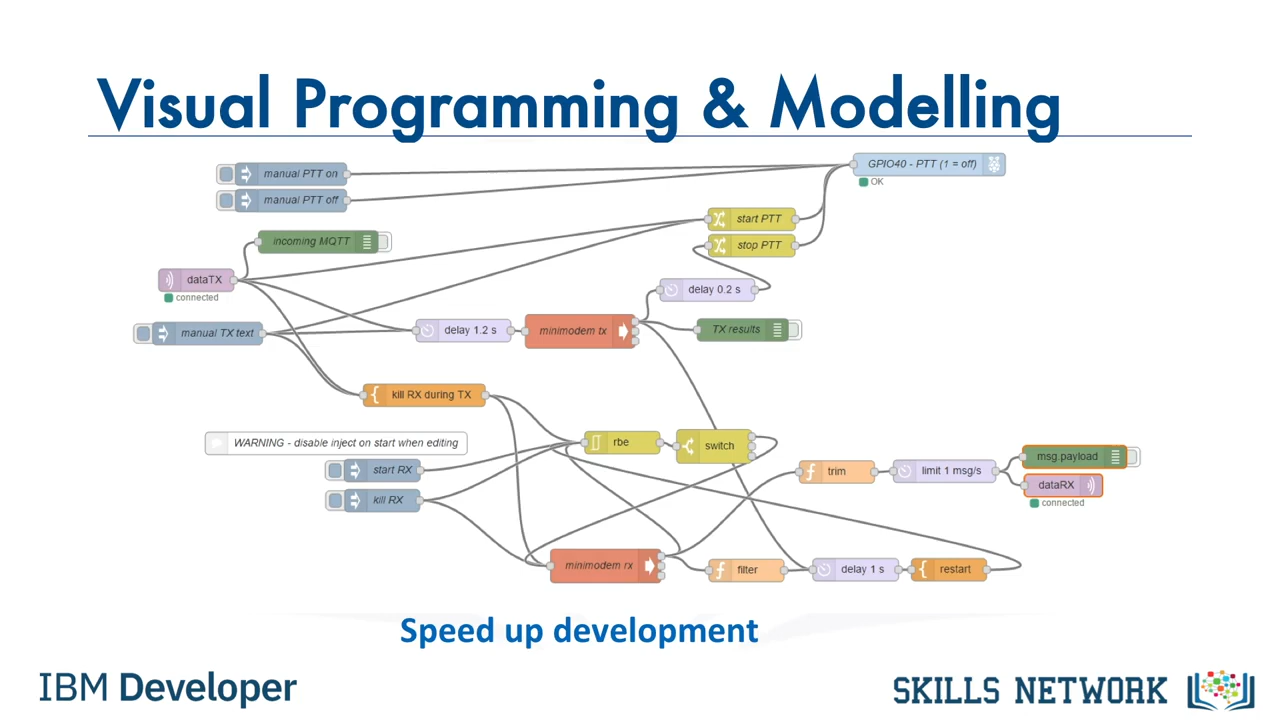 Visual Programming & Modelling
manual PTT on
GPIO40 - PTT (1 = off)
OK
manual PTT off
start PTT
incoming MQTT
stop PTT
dataTX
connected
delay 0.2 s
manual TX text
delay 1.2 s
minimodem tx
TX results
kill RX during TX
WARNING - disable inject on start when editing
rbe
switch
start RX
trim
limit 1 msg/s
msg.payload
dataRX
connected
kill RX
minimodem rx
filter
delay 1 s
restart
Speed up development
IBM Developer
SKILLS NETWORK